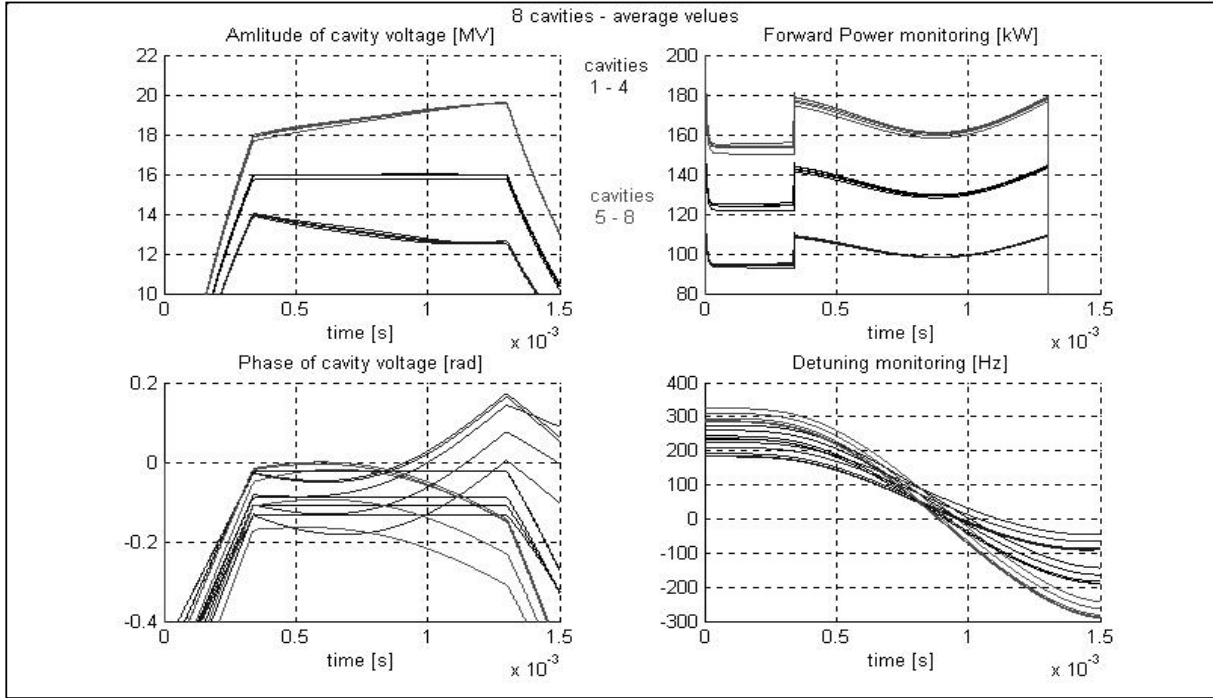 8 cavities - average velues
Amlitude of cavity voltage [MV]
22
20
18
16
14
12
10
0
0.5
1
1.5
time [s]
x 10-3
cavities
1 - 4
cavities
5 - 8
Forward Power monitoring [kW]
200
180
160
140
120
100
80
0
0.5
1
1.5
time [s]
x 10-3
Phase of cavity voltage [rad]
0.2
0
-0.2
-0.4
0
0.5
1
1.5
time [s]
x 10-3
Detuning monitoring [Hz]
400
300
200
100
0
-100
-200
-300
0
0.5
1
1.5
time [s]
x 10-3